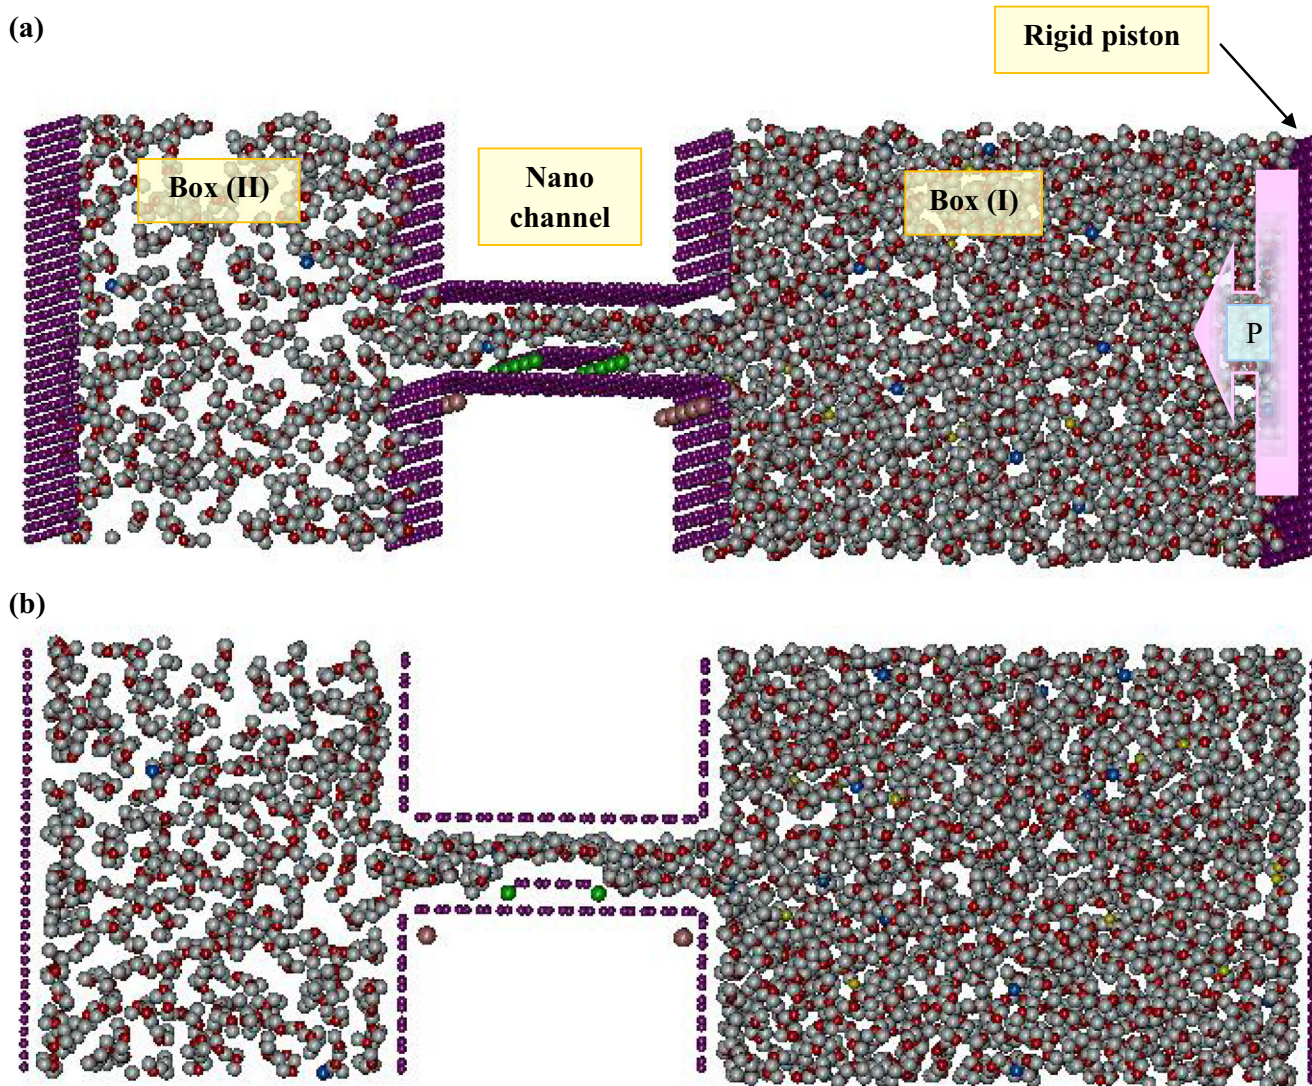 (a)
Rigid piston
Box (II)
Nano
channel
Box (I)
P
(b)